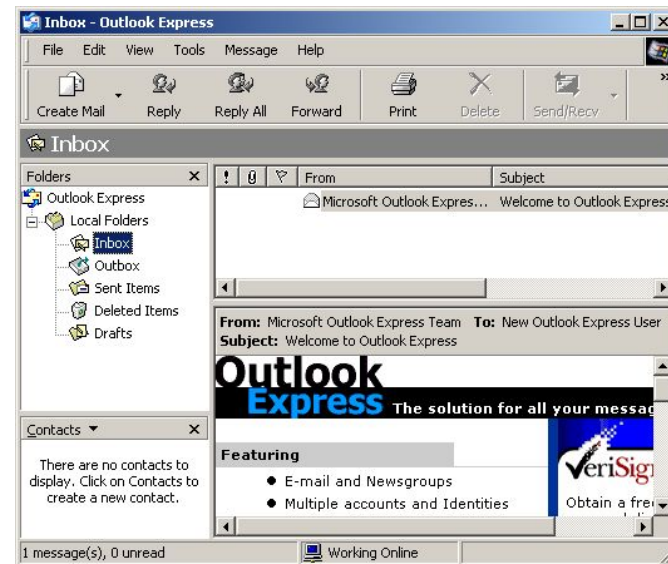 Inbox - Outlook Express
File Edit View Tools Message Help
Create Mail Reply Reply All Forward Print Delete Send/Recv
Inbox
Folders
Outlook Express
Local Folders
Inbox
Outbox
Sent Items
Deleted Items
Drafts
! From Subject
Microsoft Outlook Expres... Welcome to Outlook Express
From: Microsoft Outlook Express Team To: New Outlook Express User
Subject: Welcome to Outlook Express
Outlook
Express The solution for all your messag
Featuring
E-mail and Newsgroups
Multiple accounts and Identities
VeriSign
Obtain a fre
Contacts
There are no contacts to
display. Click on Contacts to
create a new contact.
1 message(s), 0 unread Working Online